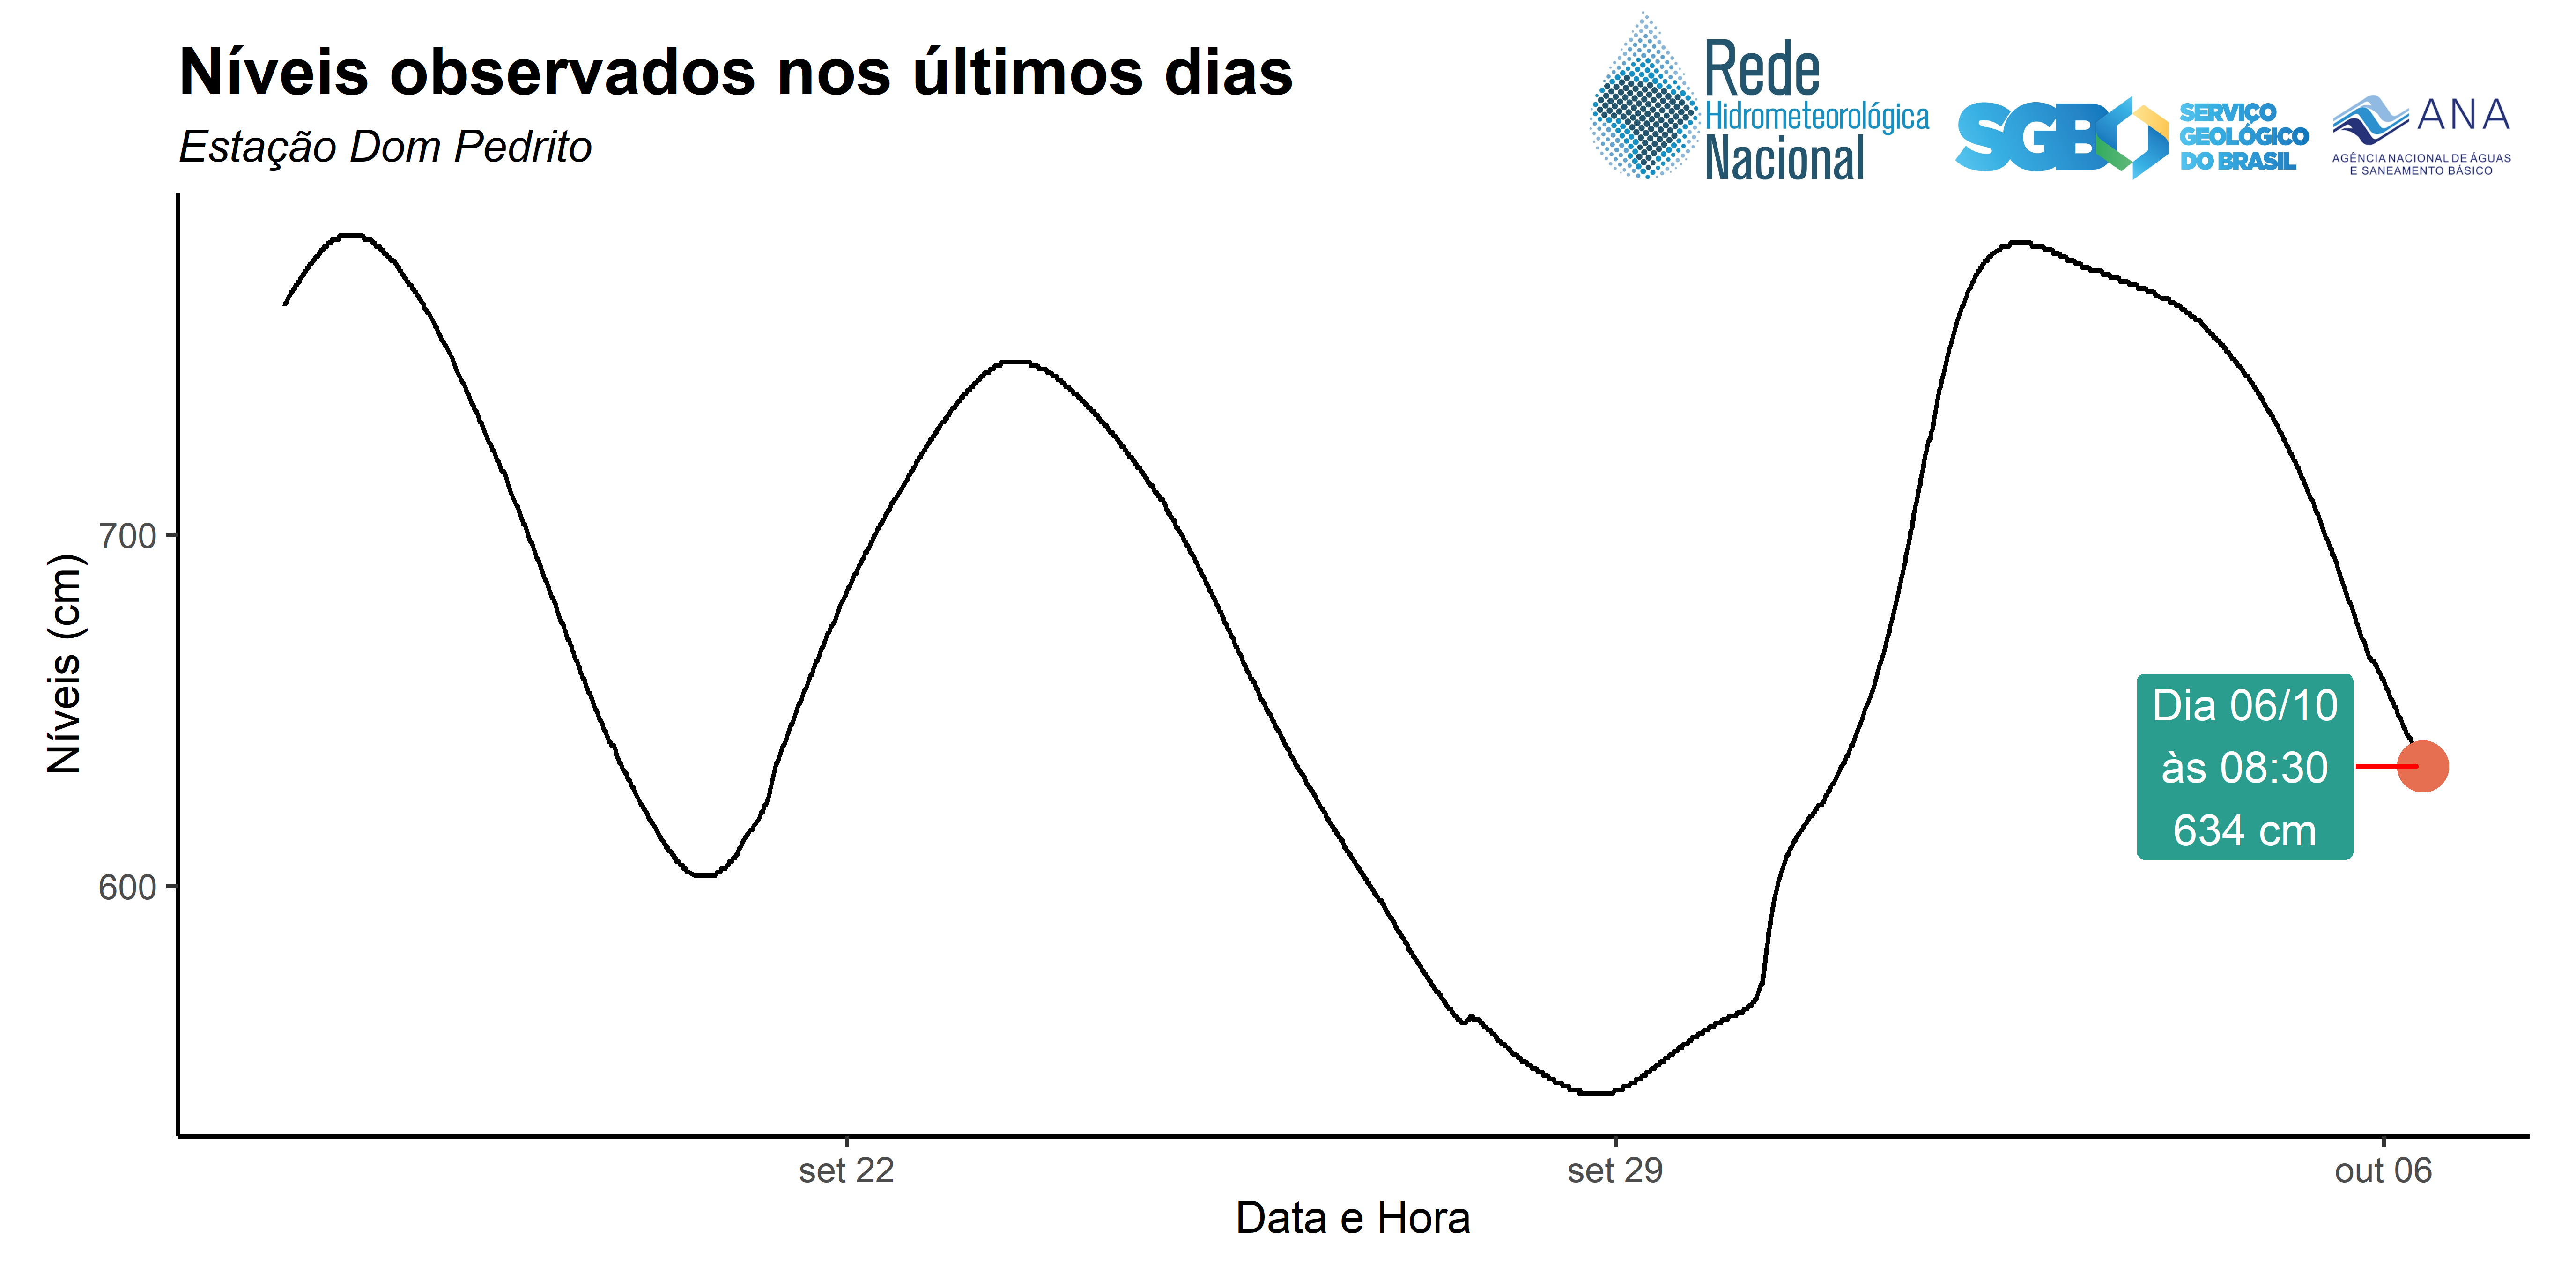 Níveis observados nos últimos dias
Estação Dom Pedrito
Rede
Hidrometeorológica
Nacional
SGB
SERVIÇO
GEOLÓGICO
DO BRASIL
ANA
AGÊNCIA NACIONAL DE ÁGUAS
E SANEAMENTO BÁSICO
Níveis (cm)
700
600
Dia 06/10
às 08:30
634 cm
set 22
set 29
out 06
Data e Hora